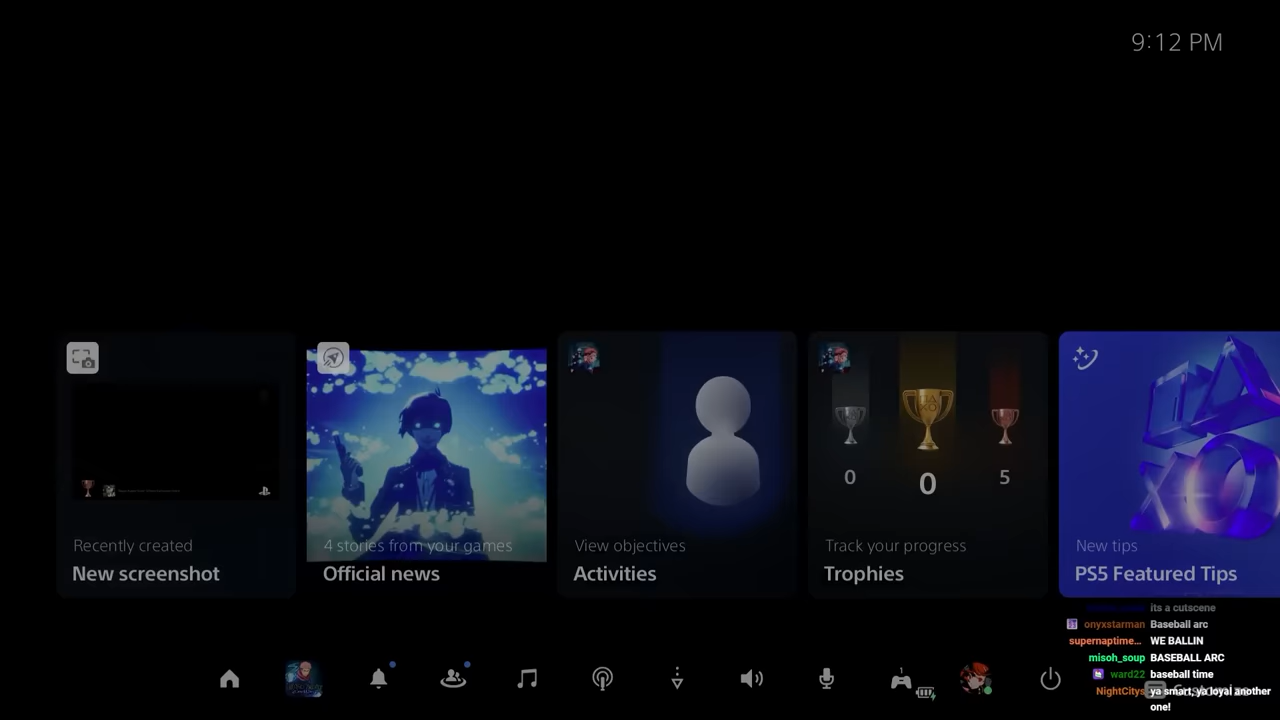 9:12 PM
Recently created
New screenshot
4 stories from your games
Official news
View objectives
Activities
0
0
5
Track your progress
Trophies
New tips
PS5 Featured Tips
its a cutscene
onyxstarman Baseball arc
supernaptime... WE BALLIN
misoh_soup BASEBALL ARC
ward22 baseball time
NightCitys ya smart, ya loyal another
one!
1